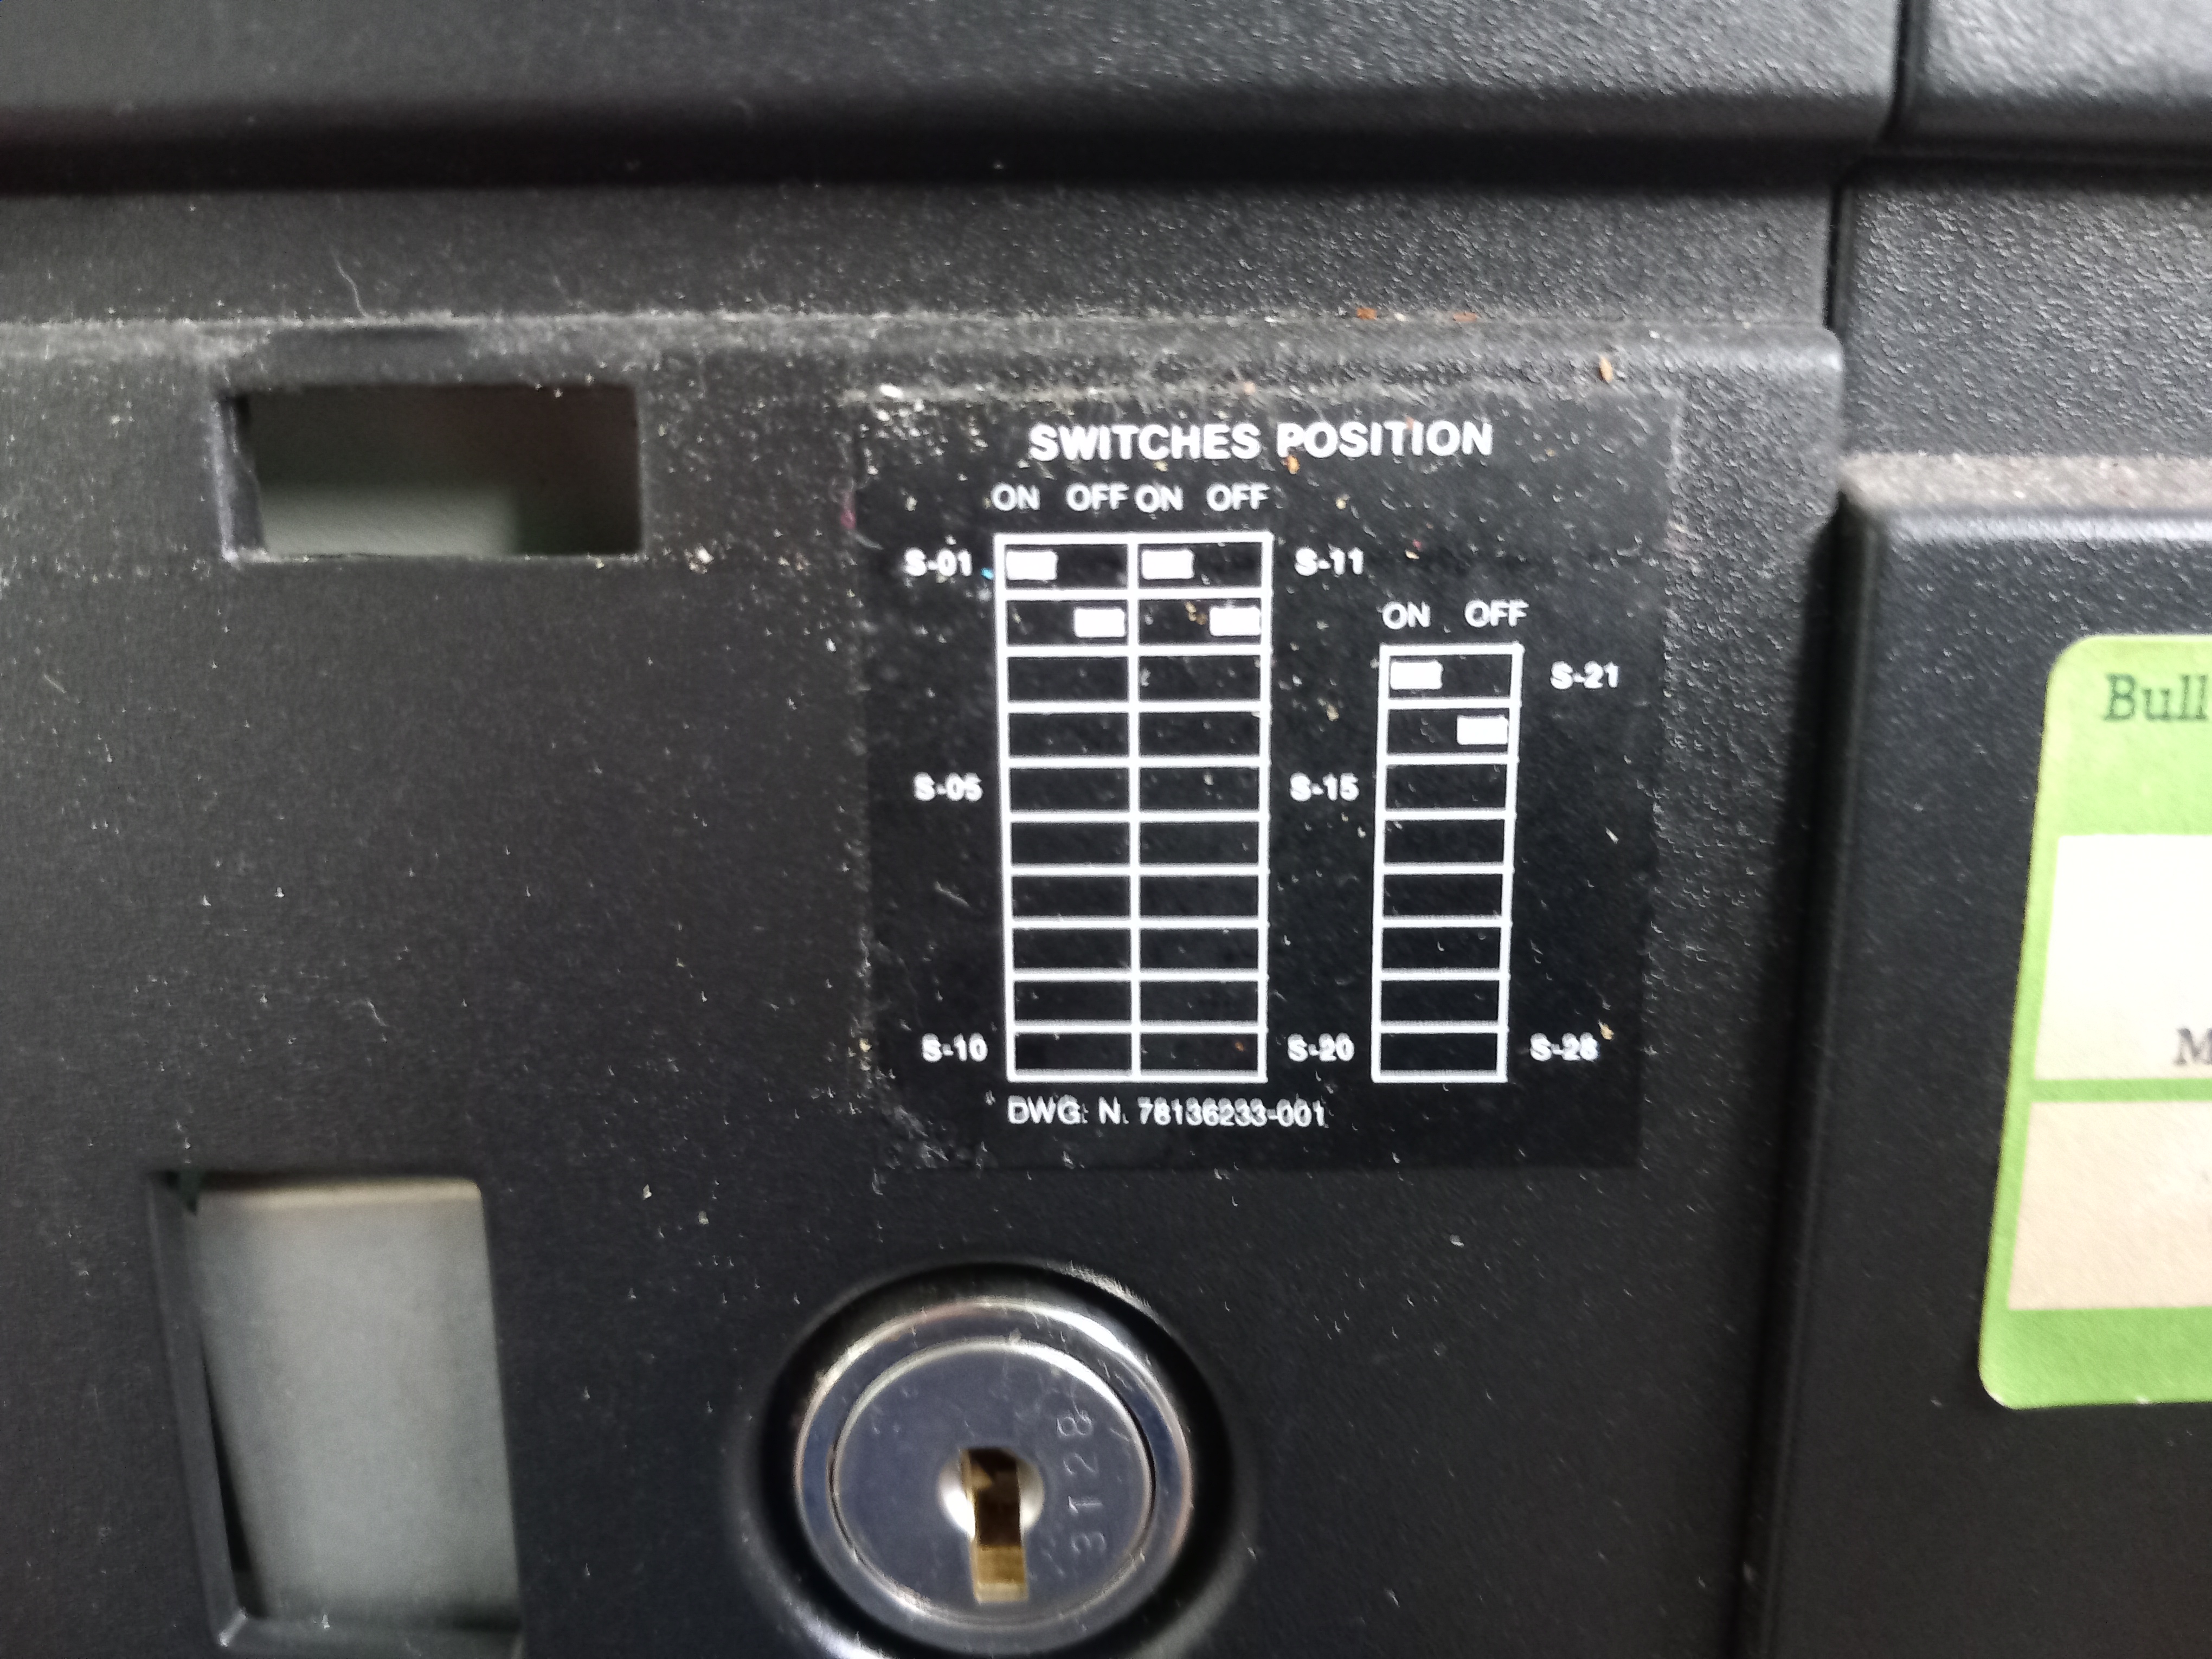 SWITCHES POSITION
ON OFF ON OFF
S-01 S-11
ON OFF
S-21
S-05 S-15
S-10 S-20 S-28
DWG. N. 78136233-001
Bull
M
3128